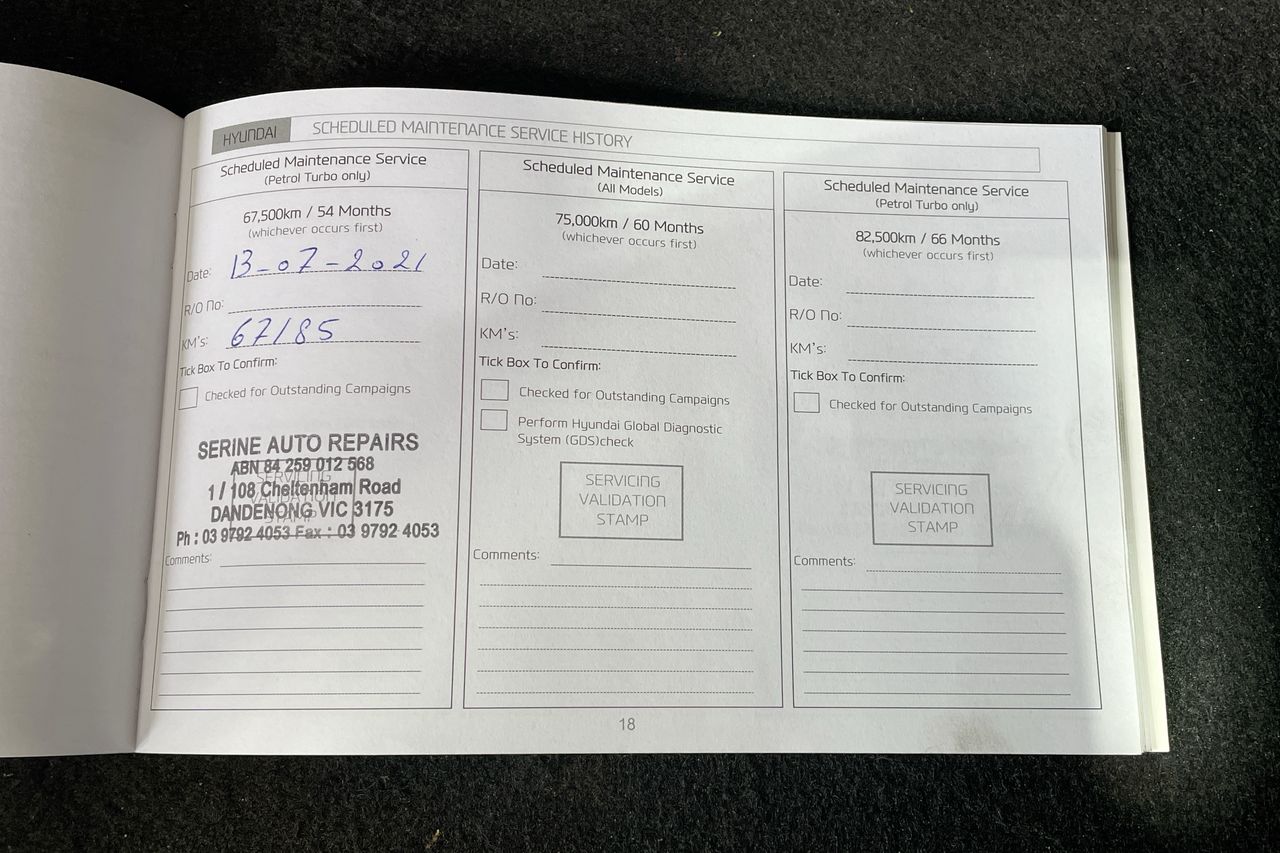 HYUNDAI SCHEDULED MAINTENANCE SERVICE HISTORY
Scheduled Maintenance Service
(Petrol Turbo only)
67,500km / 54 Months
(whichever occurs first)
Date: 13-07-2021
R/O No:
KM's: 67185
Tick Box To Confirm:
Checked for Outstanding Campaigns
SERINE AUTO REPAIRS
ABN 84 259 012 568
1 / 108 Cheltenham Road
DANDENONG VIC 3175
Ph : 03 9792 4053 Fax : 03 9792 4053
SERVICING
VALIDATION
STAMP
Comments:
Scheduled Maintenance Service
(All Models)
75,000km / 60 Months
(whichever occurs first)
Date:
R/O No:
KM's:
Tick Box To Confirm:
Checked for Outstanding Campaigns
Perform Hyundai Global Diagnostic
System (GDS)check
SERVICING
VALIDATION
STAMP
Comments:
Scheduled Maintenance Service
(Petrol Turbo only)
82,500km / 66 Months
(whichever occurs first)
Date:
R/O No:
KM's:
Tick Box To Confirm:
Checked for Outstanding Campaigns
SERVICING
VALIDATION
STAMP
Comments:
18